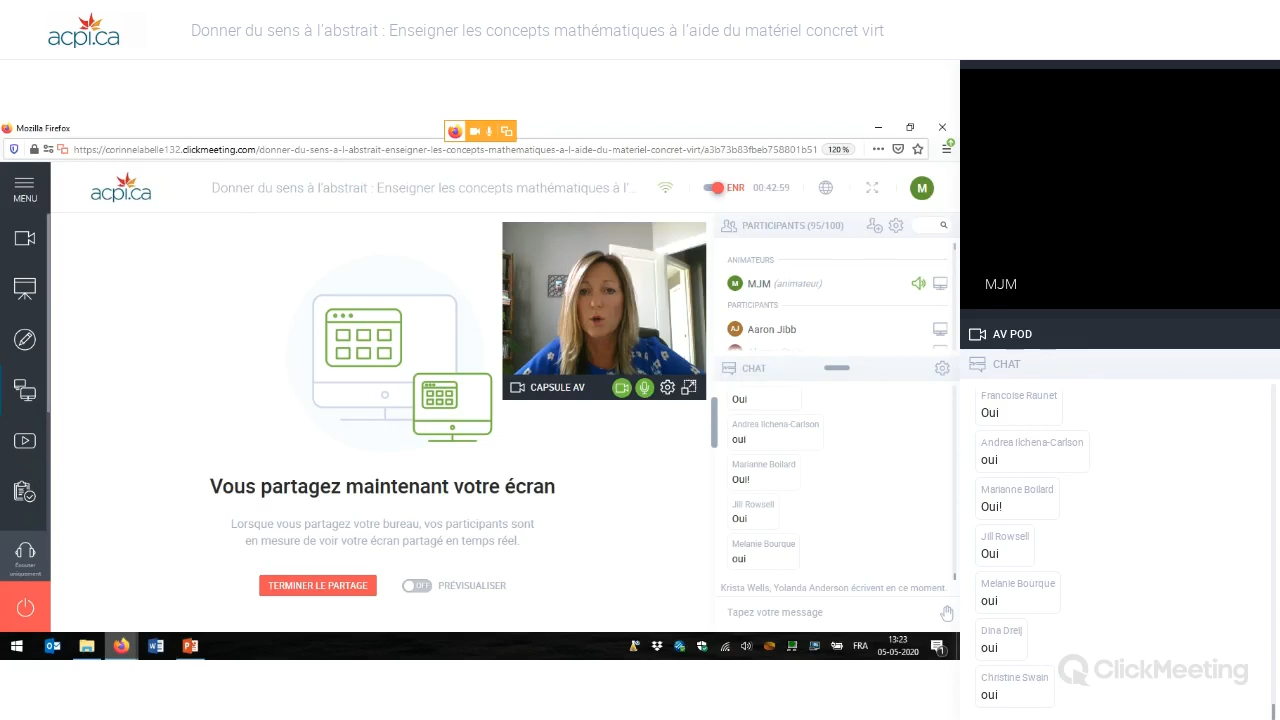 acpi.ca
Donner du sens à l'abstrait : Enseigner les concepts mathématiques à l'aide du matériel concret virt
Mozilla Firefox
https://corinnelabelle132.clickmeeting.com/donner-du-sens-a-l-abstrait-enseigner-les-concepts-mathematiques-a-l-aide-du-materiel-concret-virt/a3b73b83fbeb758801b51
120 %
MENU
acpi.ca
Donner du sens à l'abstrait : Enseigner les concepts mathématiques à l'...
ENR
00:42:59
M
PARTICIPANTS (95/100)
ANIMATEURS
M
MJM (animateur)
PARTICIPANTS
AJ
Aaron Jibb
CAPSULE AV
CHAT
Oui
Andrea Ilchena-Carlson
oui
Marianne Boilard
Oui!
Jill Rowsell
Oui
Melanie Bourque
oui
Krista Wells, Yolanda Anderson écrivent en ce moment.
Tapez votre message
Vous partagez maintenant votre écran
Lorsque vous partagez votre bureau, vos participants sont
en mesure de voir votre écran partagé en temps réel.
TERMINER LE PARTAGE
OFF
PRÉVISUALISER
Écouter
uniquement
FRA
13:23
05-05-2020
1
MJM
AV POD
CHAT
Francoise Raunet
Oui
Andrea Ilchena-Carlson
oui
Marianne Boilard
Oui!
Jill Rowsell
Oui
Melanie Bourque
oui
Dina Dreij
oui
Christine Swain
oui
ClickMeeting